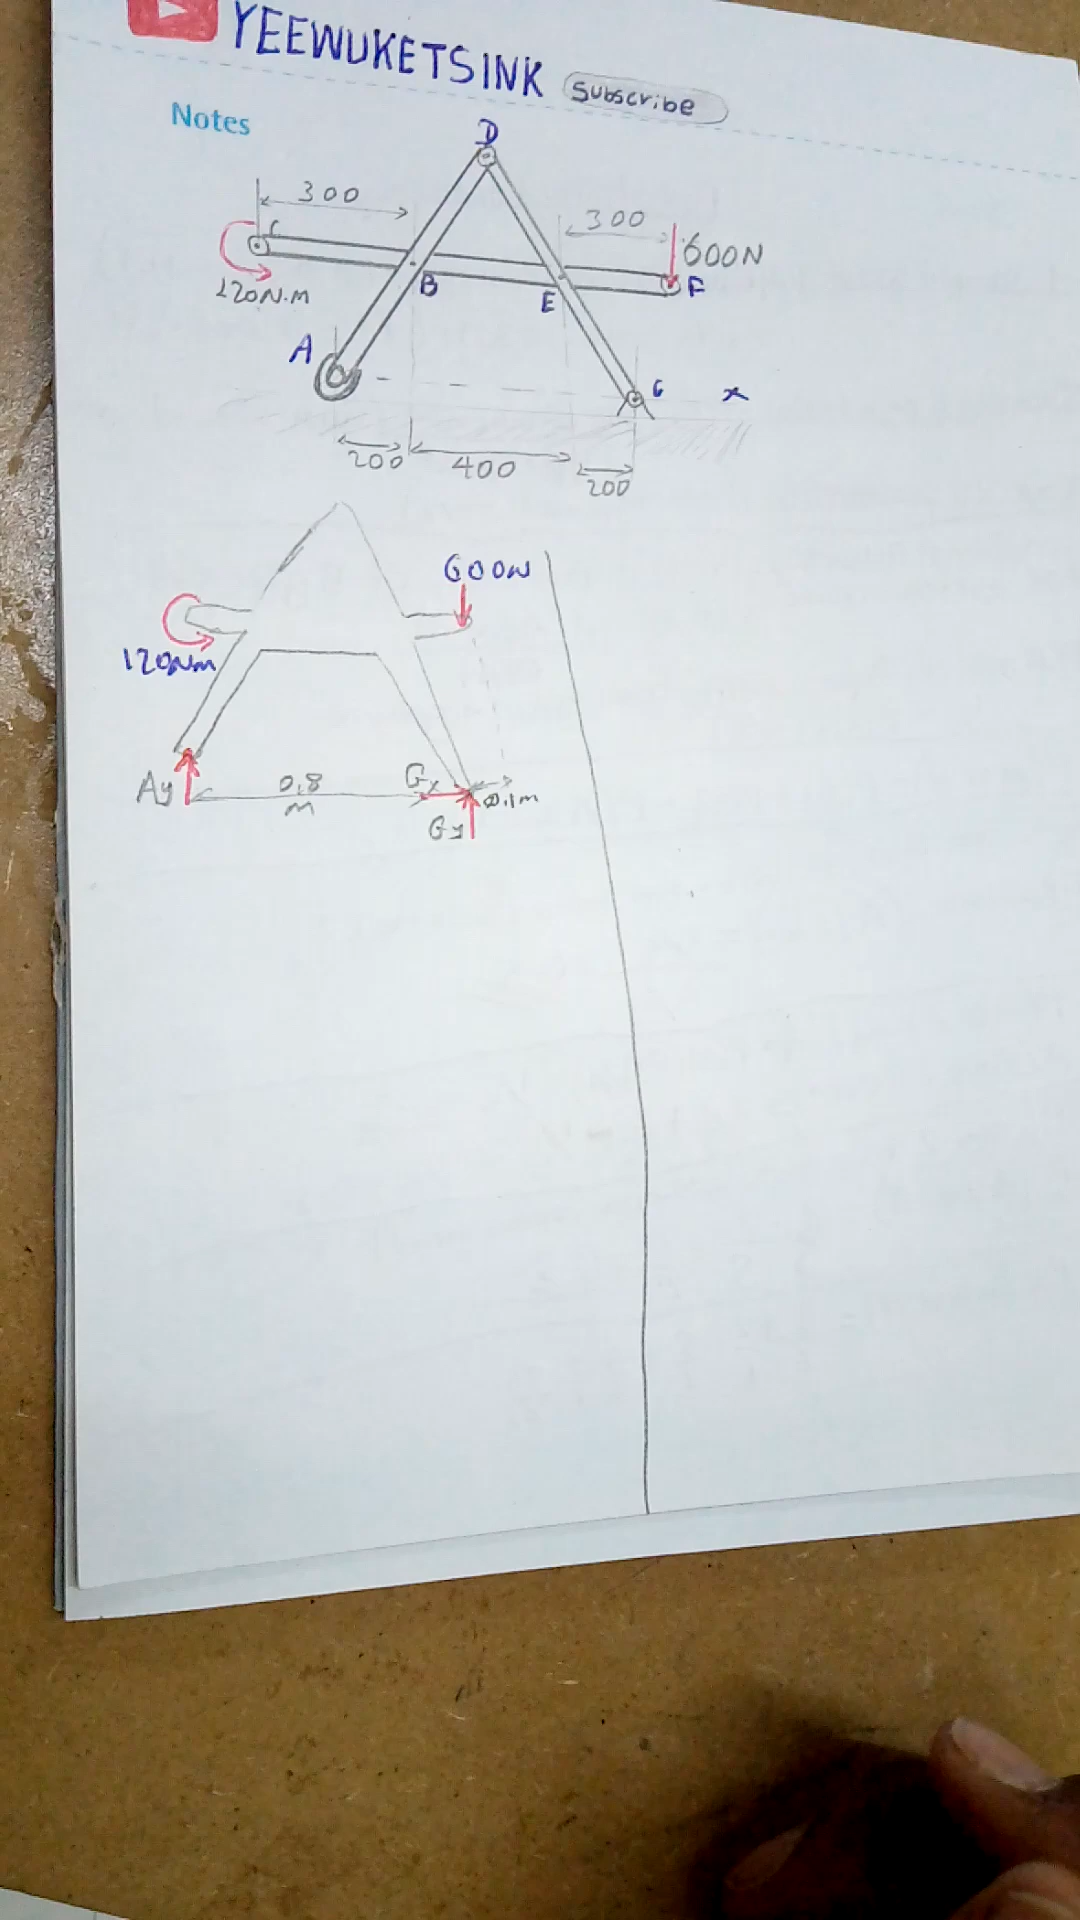 YEEWUKETSINK Subscribe
Notes
D
300
300
C
600N
120N.M
B
E
F
A
G
x
200
400
200
600N
120Nm
Ay
0,8
m
Gx
0.1m
Gy